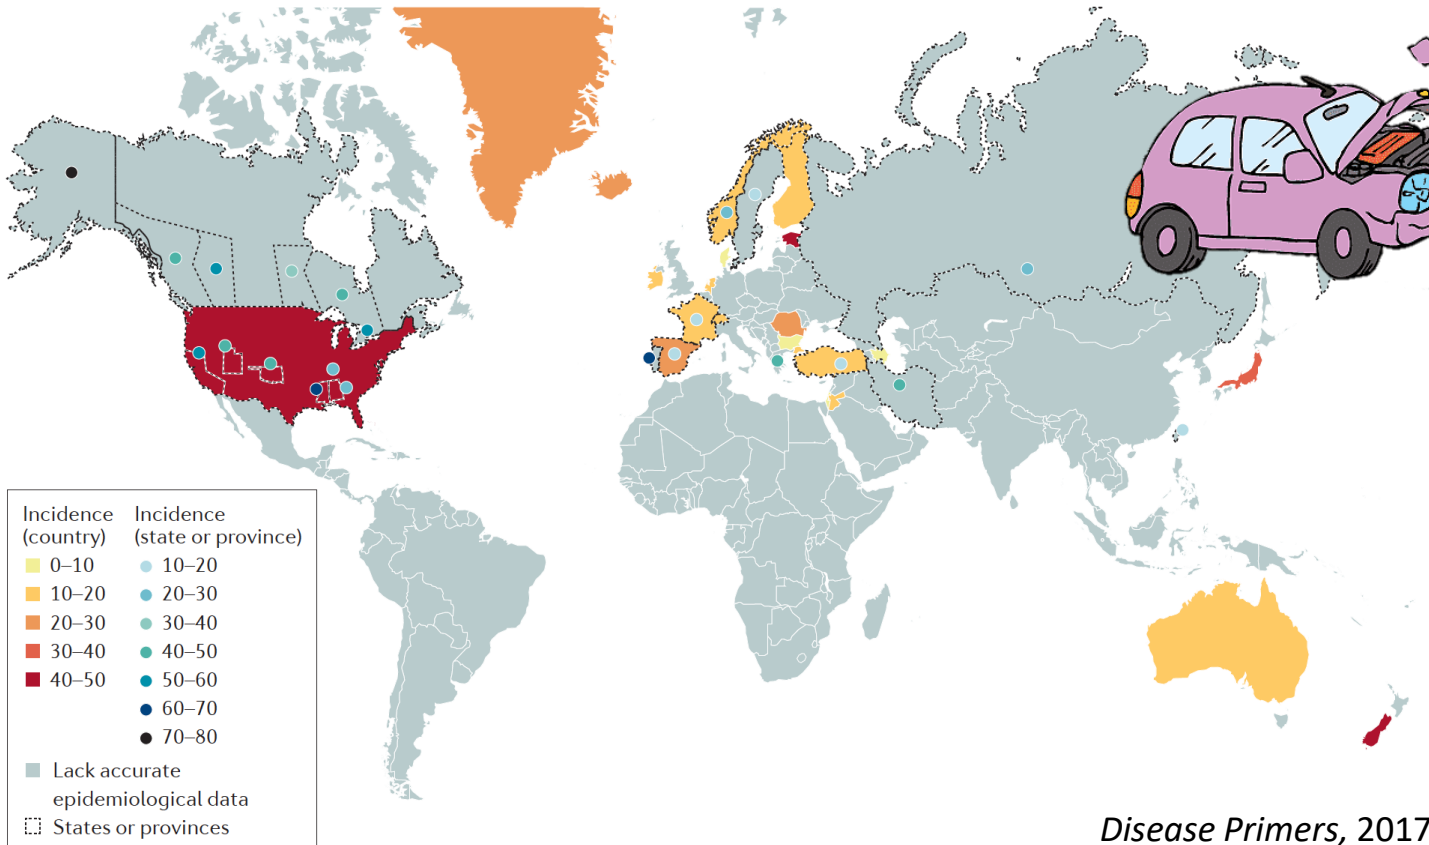 Incidence
(country)
0–10
10–20
20–30
30–40
40–50
Incidence
(state or province)
10–20
20–30
30–40
40–50
50–60
60–70
70–80
Lack accurate
epidemiological data
States or provinces
Disease Primers, 2017